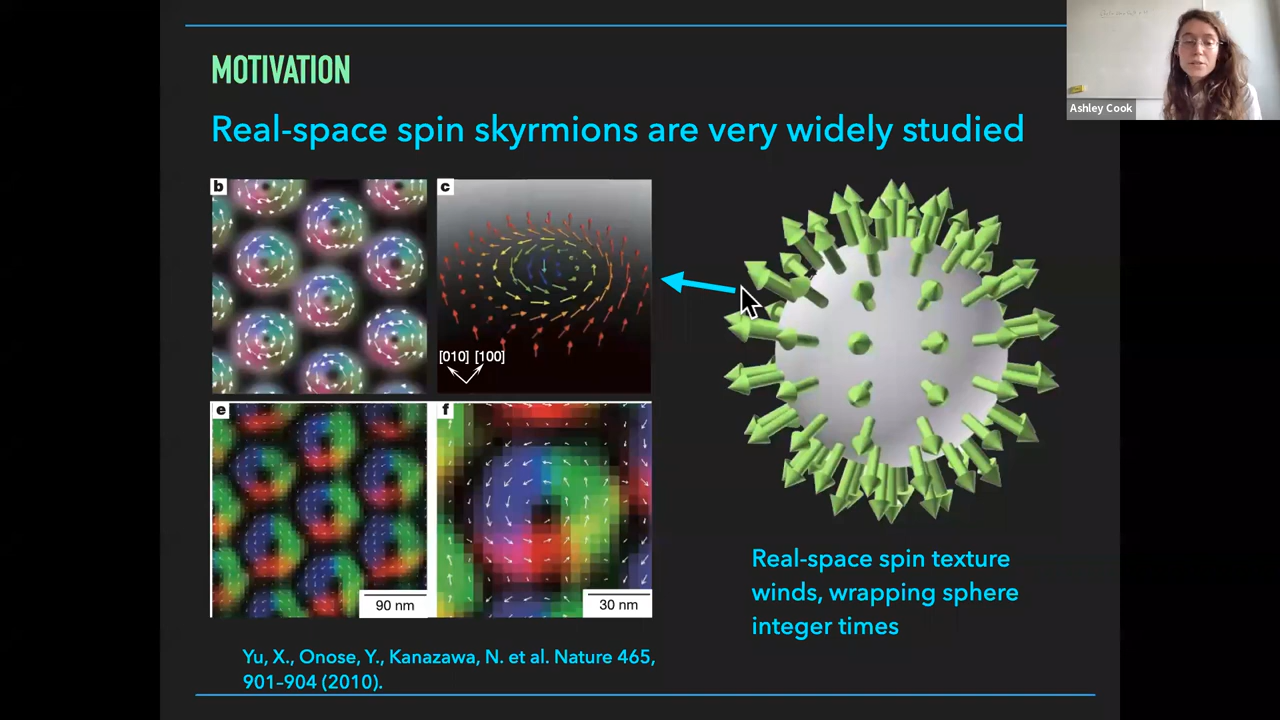 MOTIVATION
Ashley Cook
Real-space spin skyrmions are very widely studied
b
c
[010] [100]
e
f
90 nm
30 nm
Real-space spin texture
winds, wrapping sphere
integer times
Yu, X., Onose, Y., Kanazawa, N. et al. Nature 465,
901–904 (2010).